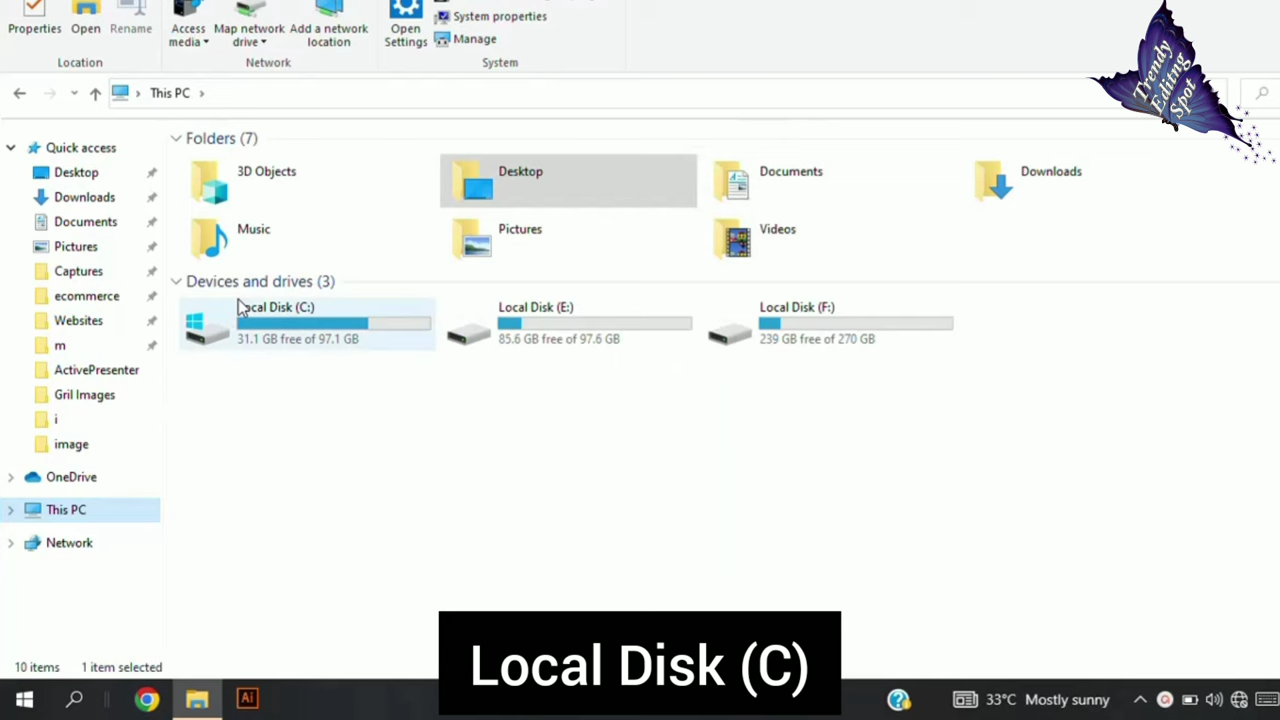 System properties
Properties Open Rename Access media Map network drive Add a network location Open Settings Manage
Location Network System
This PC
Trendy
Editng
Spot
Quick access
Desktop
Downloads
Documents
Pictures
Captures
ecommerce
Websites
m
ActivePresenter
Gril Images
i
image
OneDrive
This PC
Network
Folders (7)
3D Objects
Desktop
Documents
Downloads
Music
Pictures
Videos
Devices and drives (3)
Local Disk (C:)
31.1 GB free of 97.1 GB
Local Disk (E:)
85.6 GB free of 97.6 GB
Local Disk (F:)
239 GB free of 270 GB
10 items 1 item selected
Local Disk (C)
Ai
33°C Mostly sunny